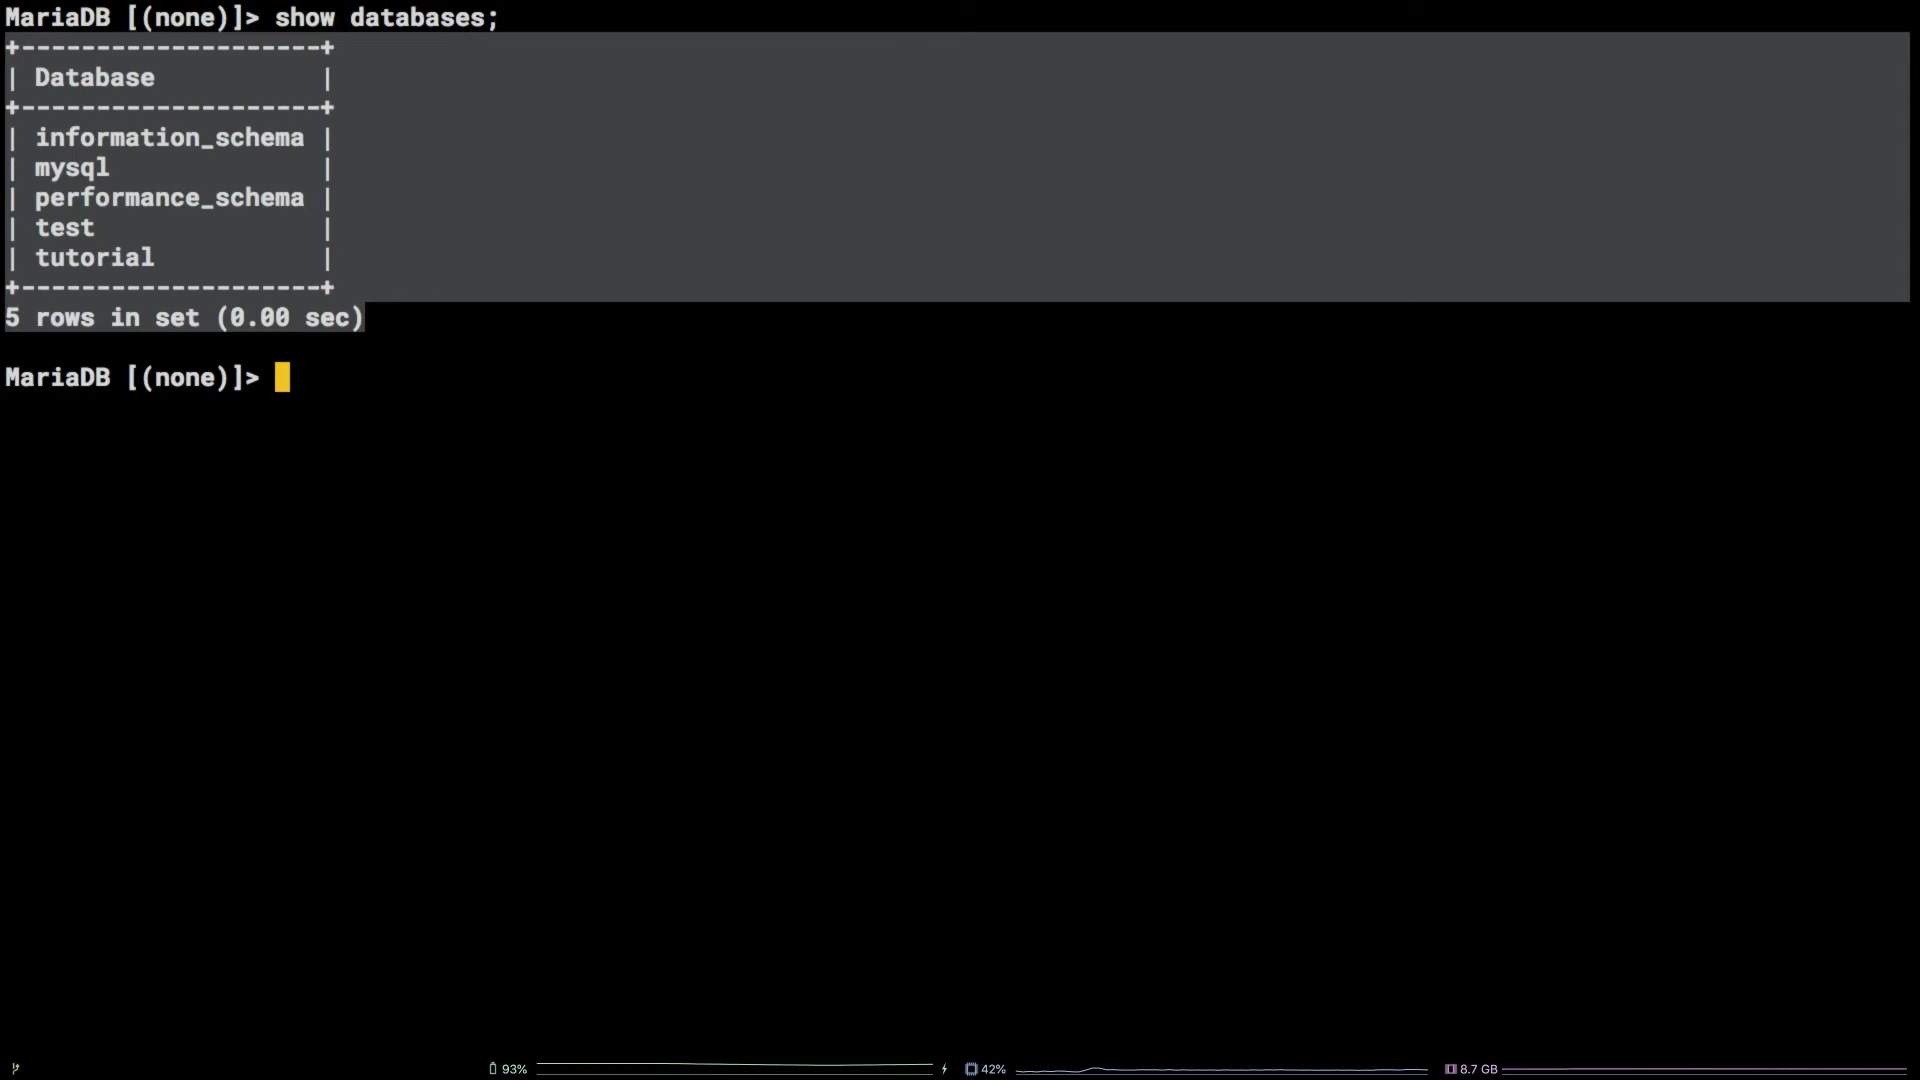 MariaDB [(none)]> show databases;
+--------------------+
| Database           |
+--------------------+
| information_schema |
| mysql              |
| performance_schema |
| test               |
| tutorial           |
+--------------------+
5 rows in set (0.00 sec)
MariaDB [(none)]>
93% 42% 8.7 GB